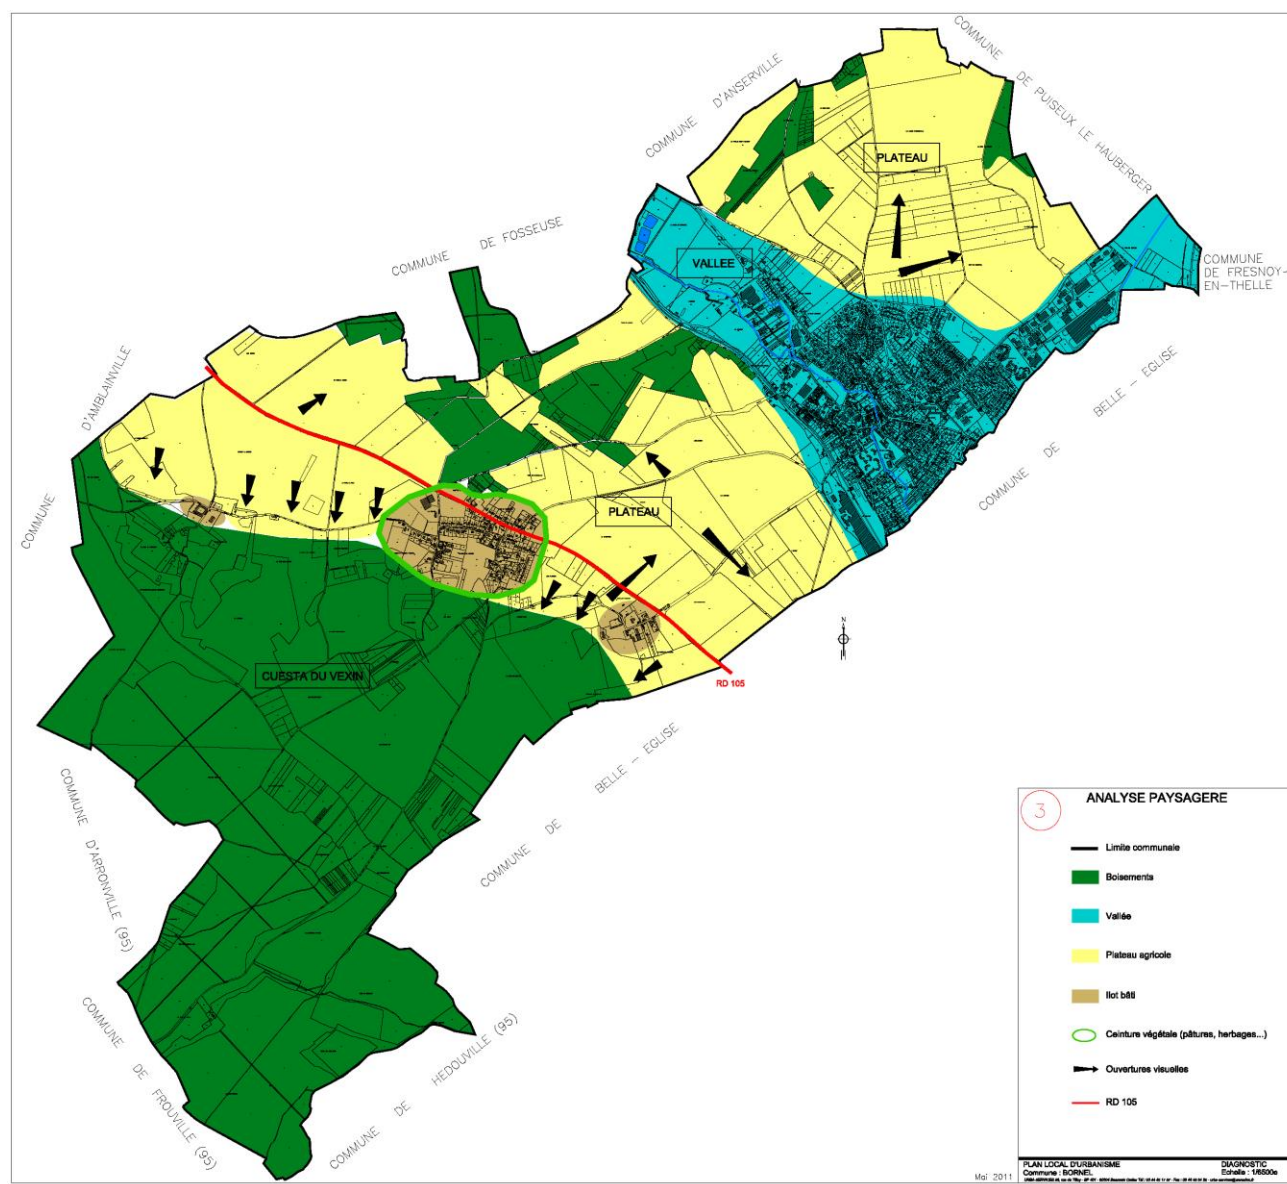 COMMUNE DE PUISEUX LE HAUBERGER
COMMUNE D'ANSERVILLE
PLATEAU
COMMUNE DE FOSSEUSE
VALLEE
COMMUNE
DE FRESNOY-
EN-THELLE
COMMUNE D'AMBLAINVILLE
COMMUNE DE BELLE - EGLISE
PLATEAU
N
CUESTA DU VEXIN
RD 105
COMMUNE DE BELLE - EGLISE
COMMUNE D'ARRONVILLE (95)
COMMUNE DE FROUVILLE (95)
COMMUNE DE HEDOUVILLE (95)
3
ANALYSE PAYSAGERE
Limite communale
Boisements
Vallée
Plateau agricole
Ilot bâti
Ceinture végétale (pâtures, herbages...)
Ouvertures visuelles
RD 105
Mai 2011
PLAN LOCAL D'URBANISME
Commune : BORNEL
DIAGNOSTIC
Echelle : 1/6500e